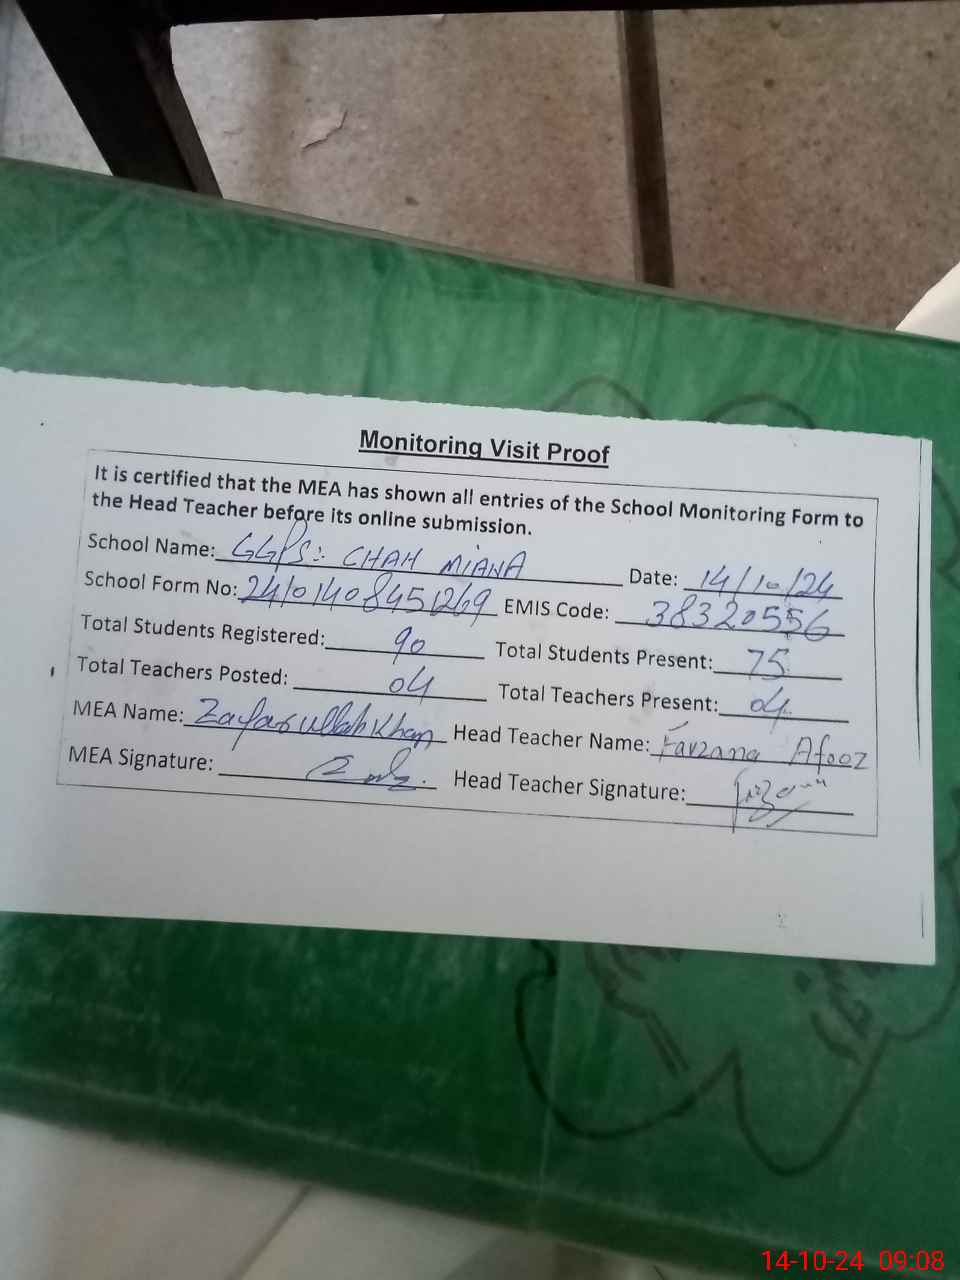 Monitoring Visit Proof
It is certified that the MEA has shown all entries of the School Monitoring Form to
the Head Teacher before its online submission.
School Name: GGPS: CHAH MIANA Date: 14/10/24
School Form No: 24101408451269 EMIS Code: 38320556
Total Students Registered: 90 Total Students Present: 75
Total Teachers Posted: 04 Total Teachers Present: 04
MEA Name: Zafar ullah Khan Head Teacher Name: Farzana Afooz
MEA Signature: Head Teacher Signature:
14-10-24 09:08